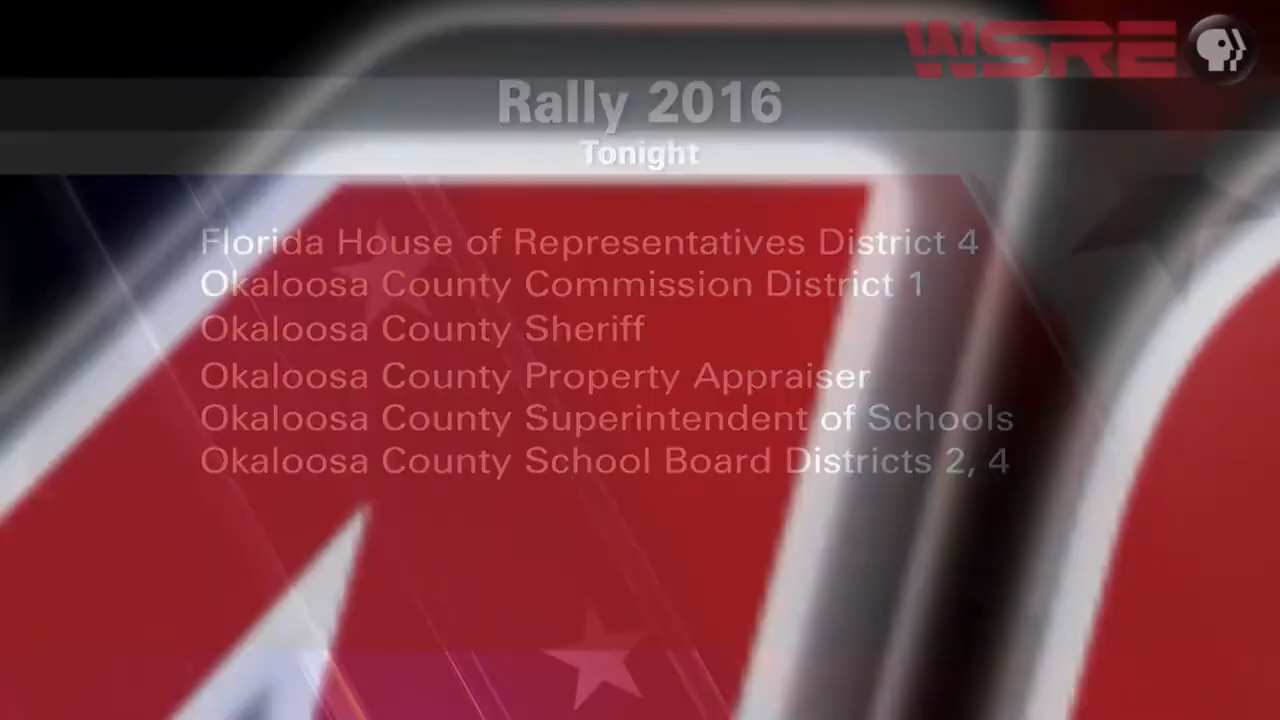 WSRE
Rally 2016
Tonight
Florida House of Representatives District 4
Okaloosa County Commission District 1
Okaloosa County Sheriff
Okaloosa County Property Appraiser
Okaloosa County Superintendent of Schools
Okaloosa County School Board Districts 2, 4